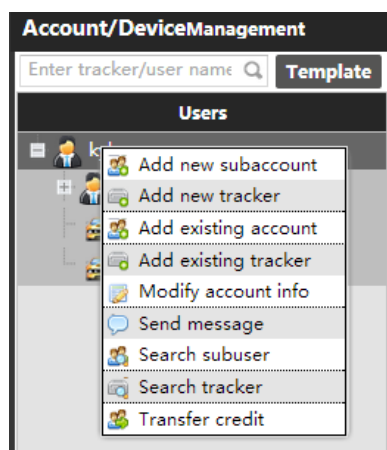 Account/DeviceManagement
Enter tracker/user name
Template
Users
Add new subaccount
Add new tracker
Add existing account
Add existing tracker
Modify account info
Send message
Search subuser
Search tracker
Transfer credit